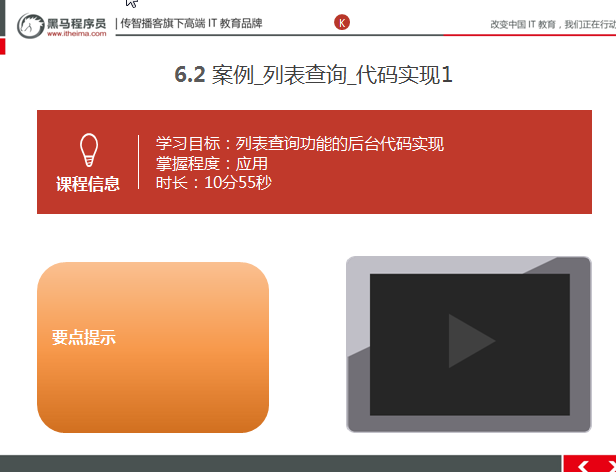 黑马程序员
www.itheima.com
传智播客旗下高端 IT 教育品牌
K
改变中国 IT 教育，我们正在行动
6.2 案例_列表查询_代码实现1
课程信息
学习目标：列表查询功能的后台代码实现
掌握程度：应用
时长：10分55秒
要点提示